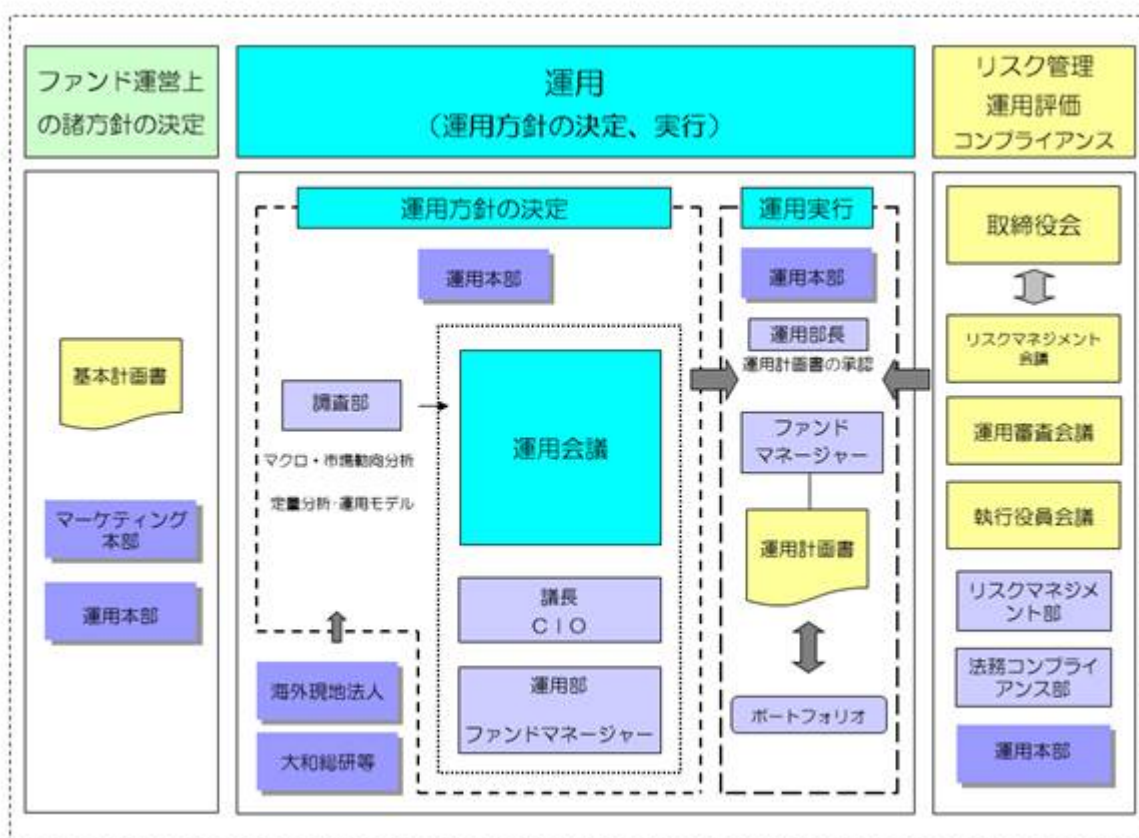 ファンド運営上
の諸方針の決定
運用
（運用方針の決定、実行）
リスク管理
運用評価
コンプライアンス
基本計画書
マーケティング
本部
運用本部
運用方針の決定
運用本部
調査部
マクロ・市場動向分析
定量分析・運用モデル
運用会議
議長
ＣＩＯ
運用部
ファンドマネージャー
海外現地法人
大和総研等
運用実行
運用本部
運用部長
運用計画書の承認
ファンド
マネージャー
運用計画書
ポートフォリオ
取締役会
リスクマネジメント
会議
運用審査会議
執行役員会議
リスクマネジメ
ント部
法務コンプライ
アンス部
運用本部